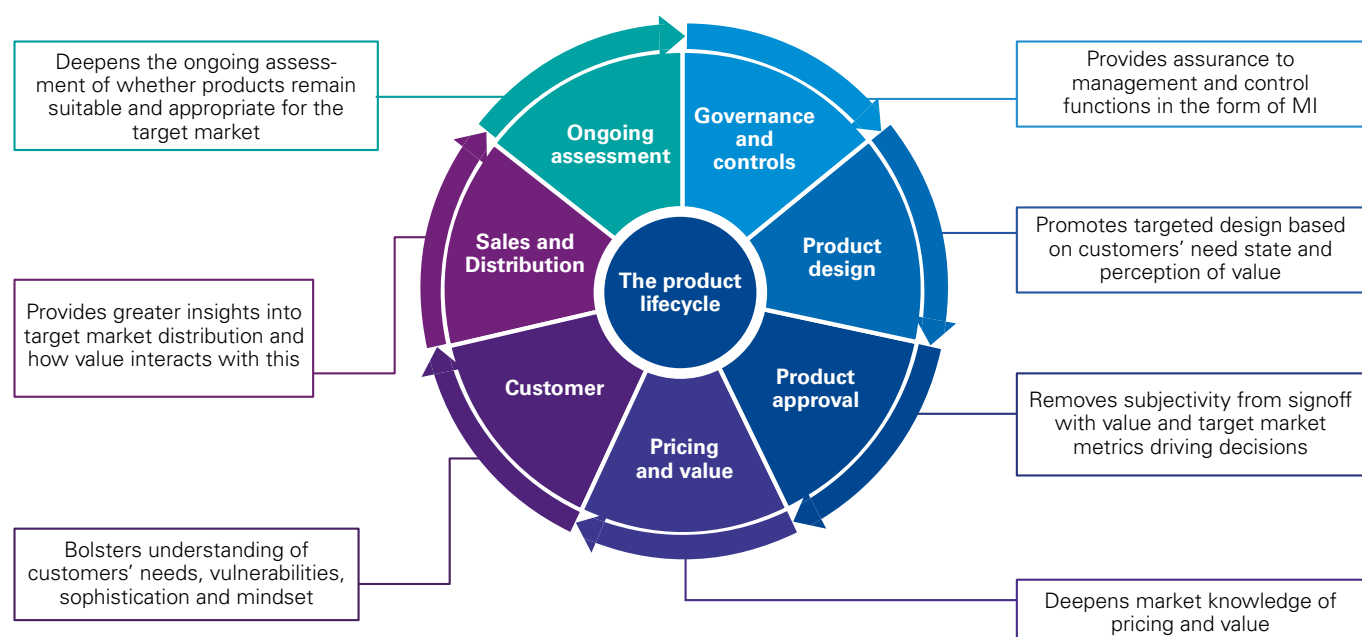 Deepens the ongoing assess-
ment of whether products remain
suitable and appropriate for the
target market
Provides greater insights into
target market distribution and
how value interacts with this
Bolsters understanding of
customers’ needs, vulnerabilities,
sophistication and mindset
Ongoing
assessment
Governance
and
controls
Sales and
Distribution
Product
design
The product
lifecycle
Customer
Product
approval
Pricing
and value
Provides assurance to
management and control
functions in the form of MI
Promotes targeted design based
on customers’ need state and
perception of value
Removes subjectivity from signoff
with value and target market
metrics driving decisions
Deepens market knowledge of
pricing and value